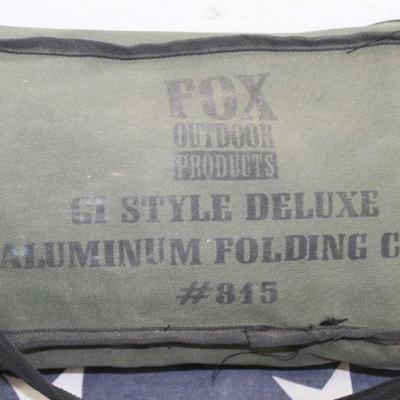 FOX
OUTDOOR
PRODUCTS
GI STYLE DELUXE
ALUMINUM FOLDING C
#815